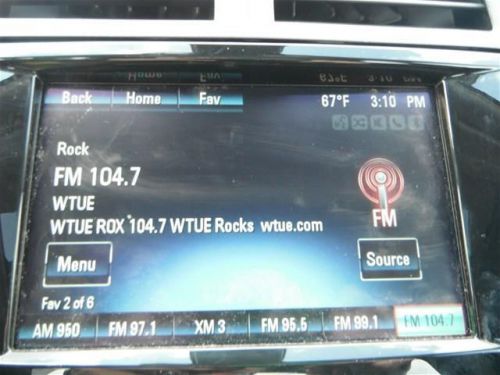 Back Home Fav 67°F 3:10 PM
Rock
FM 104.7
WTUE
WTUE ROX 104.7 WTUE Rocks wtue.com
FM
Menu Source
Fav 2 of 6
AM 950 FM 97.1 XM 3 FM 95.5 FM 99.1 FM 104.7